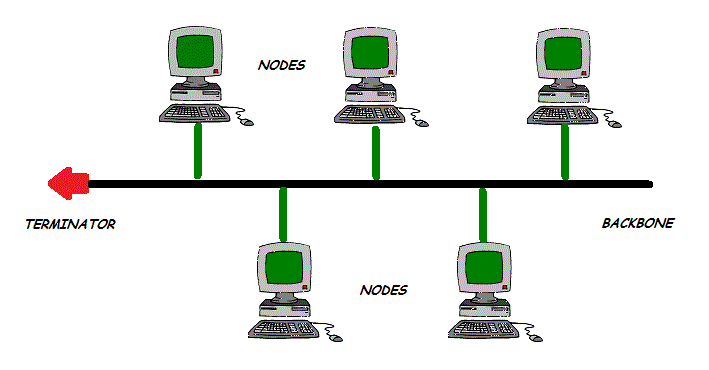 NODES
TERMINATOR
BACKBONE
NODES